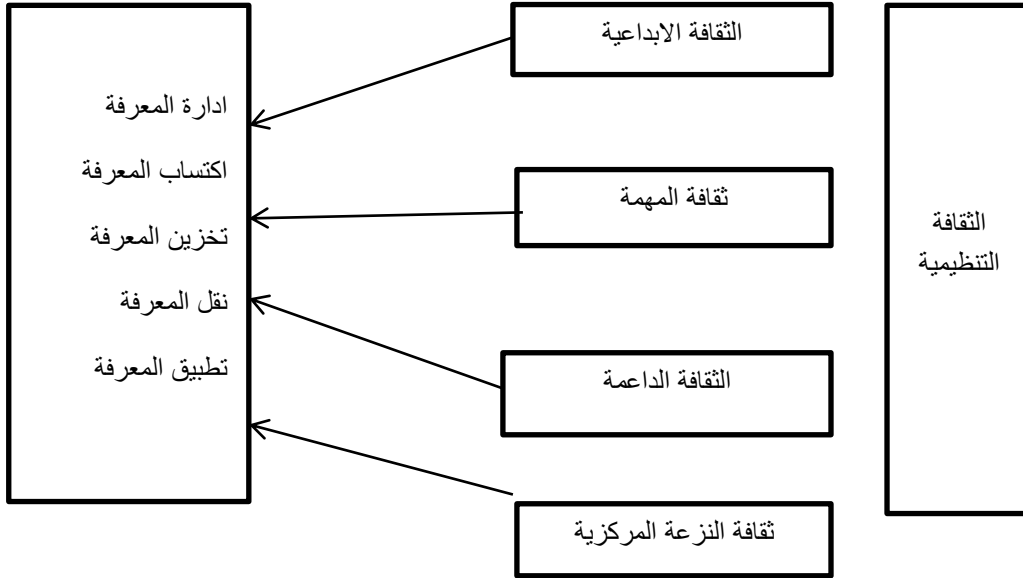 الثقافة
التنظيمية
الثقافة الابداعية
ثقافة المهمة
الثقافة الداعمة
ثقافة النزعة المركزية
ادارة المعرفة
اكتساب المعرفة
تخزين المعرفة
نقل المعرفة
تطبيق المعرفة